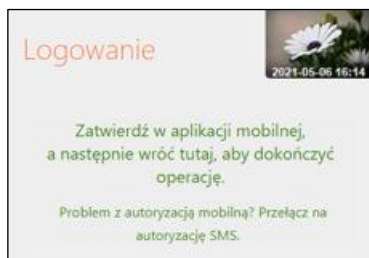 Logowanie
2021-05-06 16:14
Zatwierdź w aplikacji mobilnej,
a następnie wróć tutaj, aby dokończyć
operację.
Problem z autoryzacją mobilną? Przełącz na
autoryzację SMS.